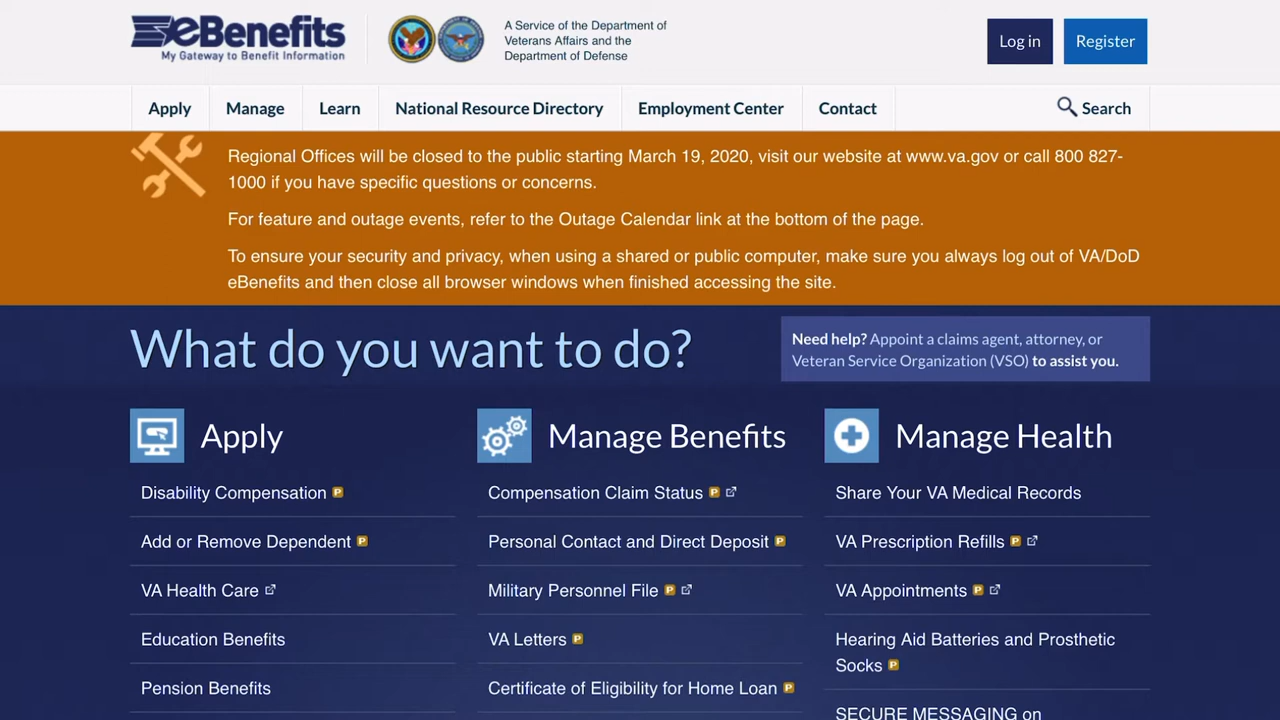 eBenefits
My Gateway to Benefit Information
A Service of the Department of
Veterans Affairs and the
Department of Defense
Log in
Register
Apply
Manage
Learn
National Resource Directory
Employment Center
Contact
Search
Regional Offices will be closed to the public starting March 19, 2020, visit our website at www.va.gov or call 800 827-
1000 if you have specific questions or concerns.
For feature and outage events, refer to the Outage Calendar link at the bottom of the page.
To ensure your security and privacy, when using a shared or public computer, make sure you always log out of VA/DoD
eBenefits and then close all browser windows when finished accessing the site.
What do you want to do?
Need help? Appoint a claims agent, attorney, or
Veteran Service Organization (VSO) to assist you.
Apply
Disability Compensation P
Add or Remove Dependent P
VA Health Care
Education Benefits
Pension Benefits
Manage Benefits
Compensation Claim Status P
Personal Contact and Direct Deposit P
Military Personnel File P
VA Letters P
Certificate of Eligibility for Home Loan P
Manage Health
Share Your VA Medical Records
VA Prescription Refills P
VA Appointments P
Hearing Aid Batteries and Prosthetic
Socks P
SECURE MESSAGING on